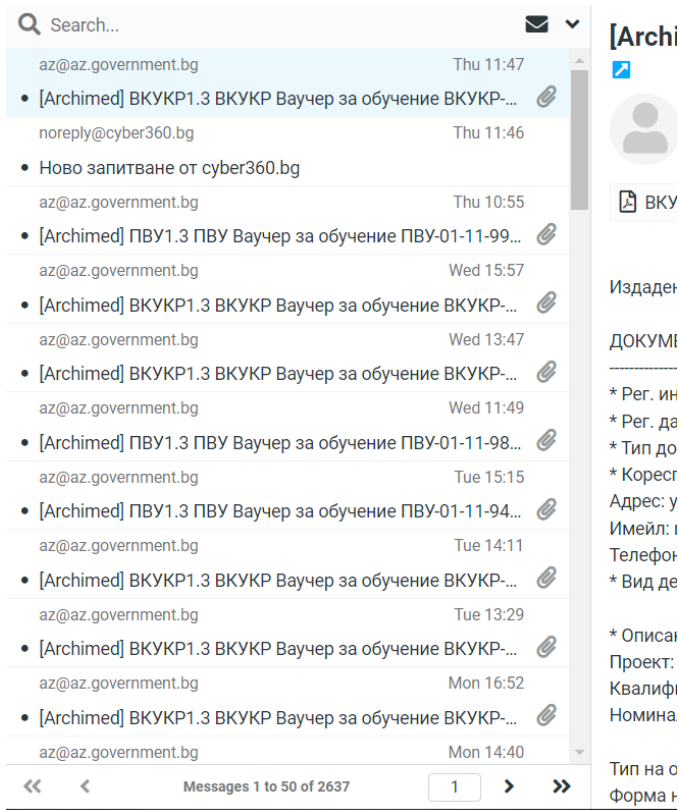 Search...
az@az.government.bg Thu 11:47
• [Archimed] ВКУКР1.3 ВКУКР Ваучер за обучение ВКУКР-...
noreply@cyber360.bg Thu 11:46
• Ново запитване от cyber360.bg
az@az.government.bg Thu 10:55
• [Archimed] ПВУ1.3 ПВУ Ваучер за обучение ПВУ-01-11-99...
az@az.government.bg Wed 15:57
• [Archimed] ВКУКР1.3 ВКУКР Ваучер за обучение ВКУКР-...
az@az.government.bg Wed 13:47
• [Archimed] ВКУКР1.3 ВКУКР Ваучер за обучение ВКУКР-...
az@az.government.bg Wed 11:49
• [Archimed] ПВУ1.3 ПВУ Ваучер за обучение ПВУ-01-11-98...
az@az.government.bg Tue 15:15
• [Archimed] ПВУ1.3 ПВУ Ваучер за обучение ПВУ-01-11-94...
az@az.government.bg Tue 14:11
• [Archimed] ВКУКР1.3 ВКУКР Ваучер за обучение ВКУКР-...
az@az.government.bg Tue 13:29
• [Archimed] ВКУКР1.3 ВКУКР Ваучер за обучение ВКУКР-...
az@az.government.bg Mon 16:52
• [Archimed] ВКУКР1.3 ВКУКР Ваучер за обучение ВКУКР-...
az@az.government.bg Mon 14:40
Messages 1 to 50 of 2637 1
[Archi
ВКУ
Издаден
ДОКУМЕ
* Рег. ин
* Рег. да
* Тип до
* Коресп
Адрес: у
Имейл:
Телефон
* Вид де
* Описан
Проект:
Квалифи
Номинал
Тип на о
Форма н